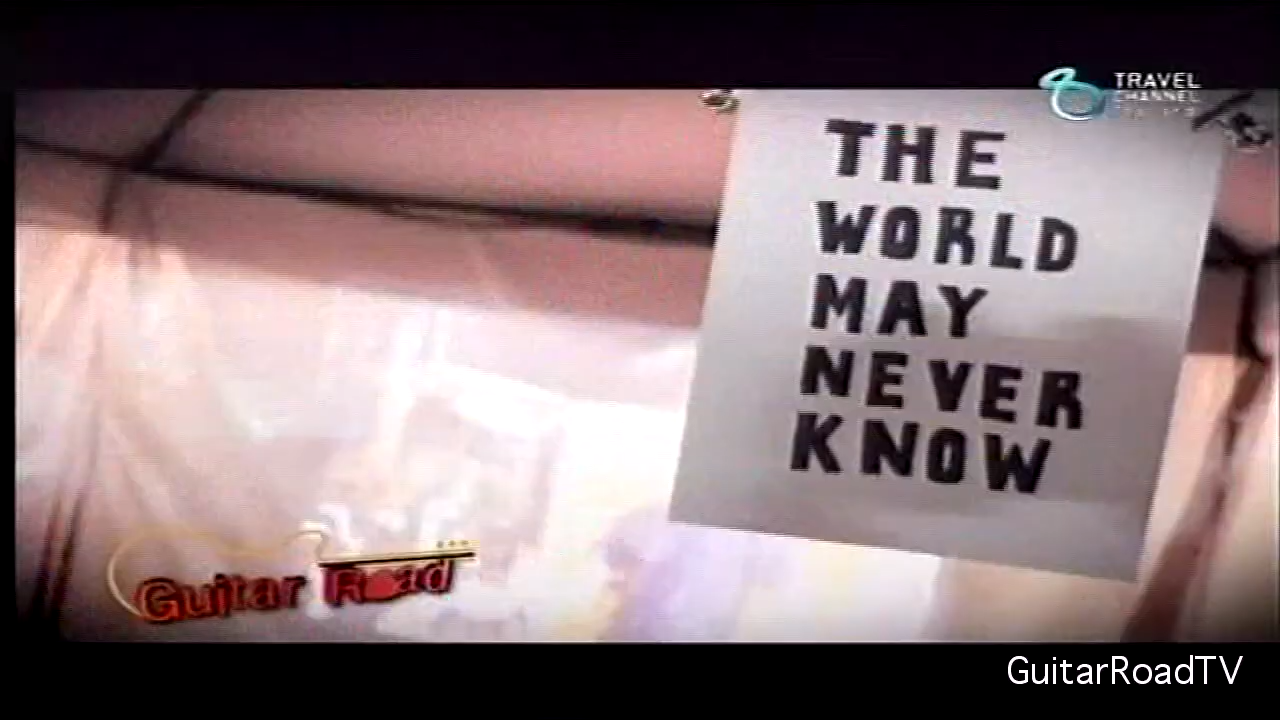 TRAVEL
CHANNEL
THE
WORLD
MAY
NEVER
KNOW
Guitar Road
GuitarRoadTV